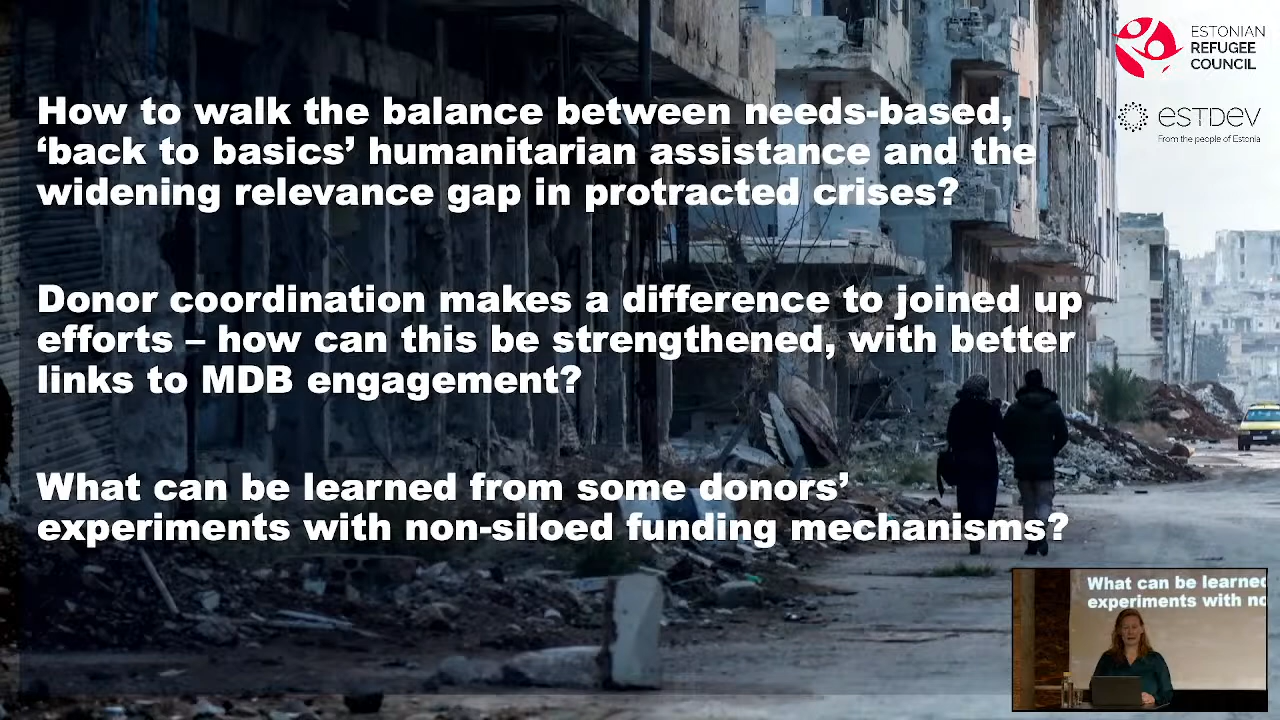 How to walk the balance between needs-based,
‘back to basics’ humanitarian assistance and the
widening relevance gap in protracted crises?
Donor coordination makes a difference to joined up
efforts – how can this be strengthened, with better
links to MDB engagement?
What can be learned from some donors’
experiments with non-siloed funding mechanisms?
ESTONIAN
REFUGEE
COUNCIL
estdev
From the people of Estonia
What can be learned
experiments with no